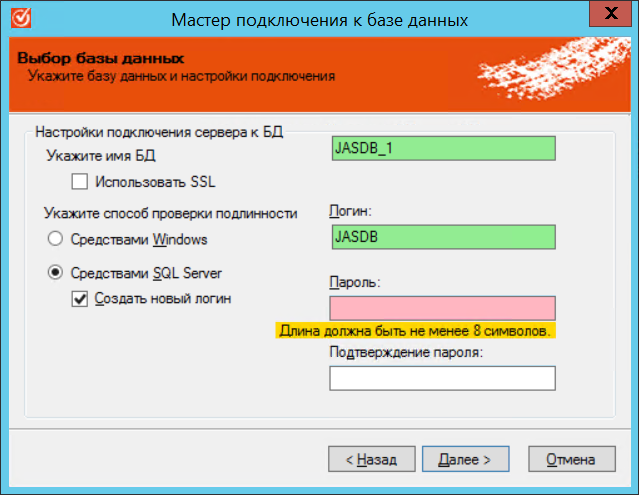 Мастер подключения к базе данных
X
Выбор базы данных
Укажите базу данных и настройки подключения
Настройки подключения сервера к БД
Укажите имя БД
JASDB_1
Использовать SSL
Укажите способ проверки подлинности
Логин:
Средствами Windows
JASDB
Средствами SQL Server
Пароль:
Создать новый логин
Длина должна быть не менее 8 символов.
Подтверждение пароля:
< Назад
Далее >
Отмена